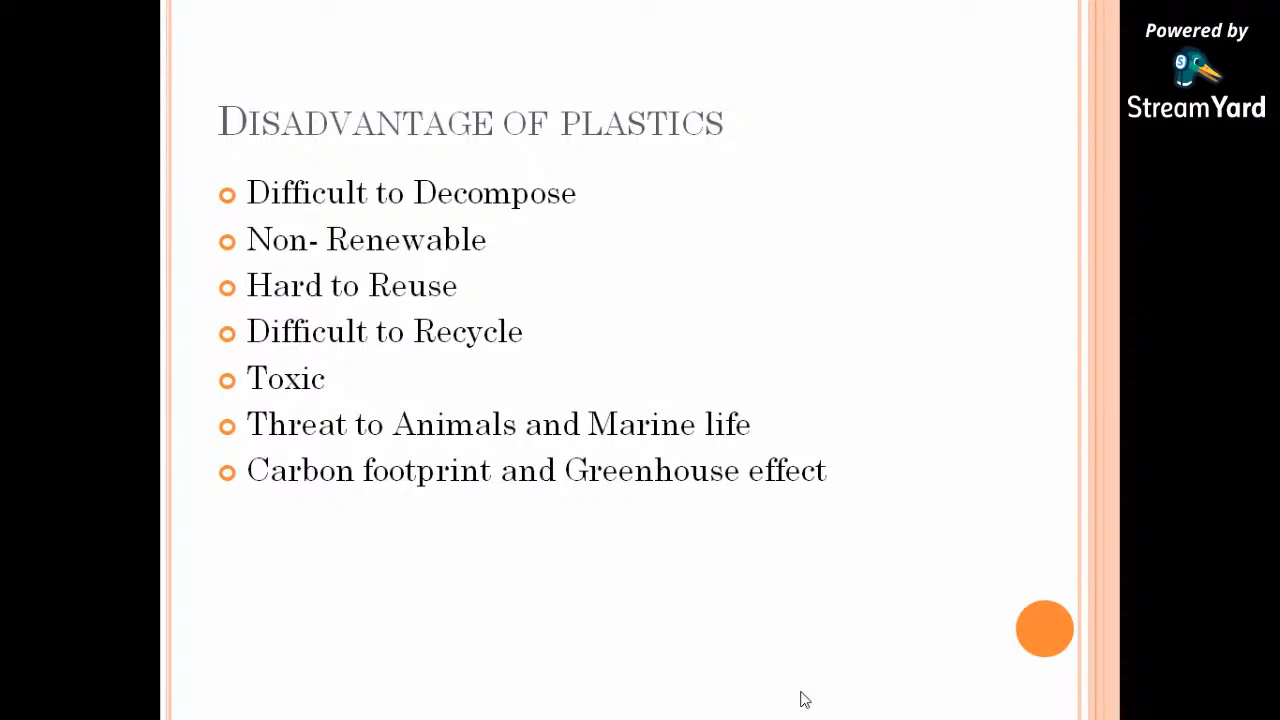 Powered by
StreamYard
DISADVANTAGE OF PLASTICS
Difficult to Decompose
Non- Renewable
Hard to Reuse
Difficult to Recycle
Toxic
Threat to Animals and Marine life
Carbon footprint and Greenhouse effect